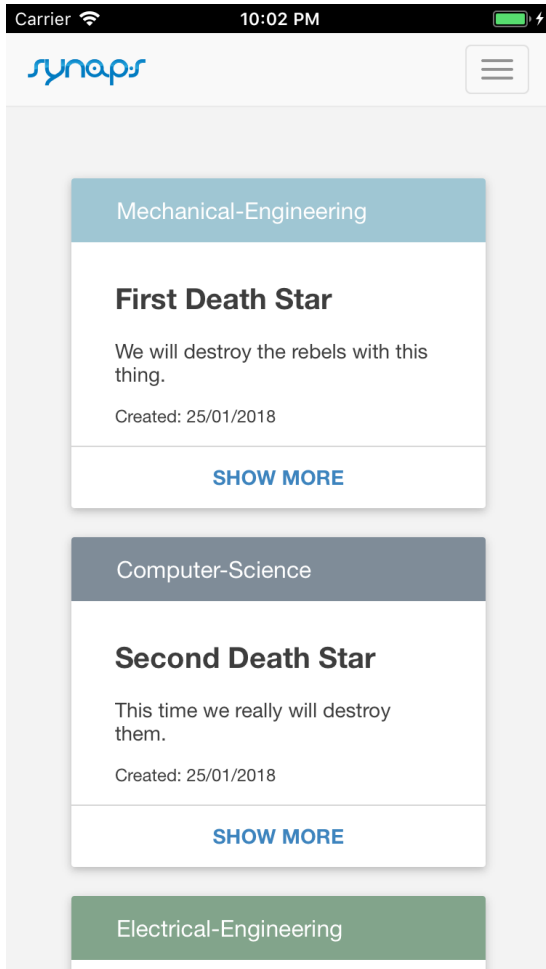 Carrier 10:02 PM
synaps
Mechanical-Engineering
First Death Star
We will destroy the rebels with this
thing.
Created: 25/01/2018
SHOW MORE
Computer-Science
Second Death Star
This time we really will destroy
them.
Created: 25/01/2018
SHOW MORE
Electrical-Engineering